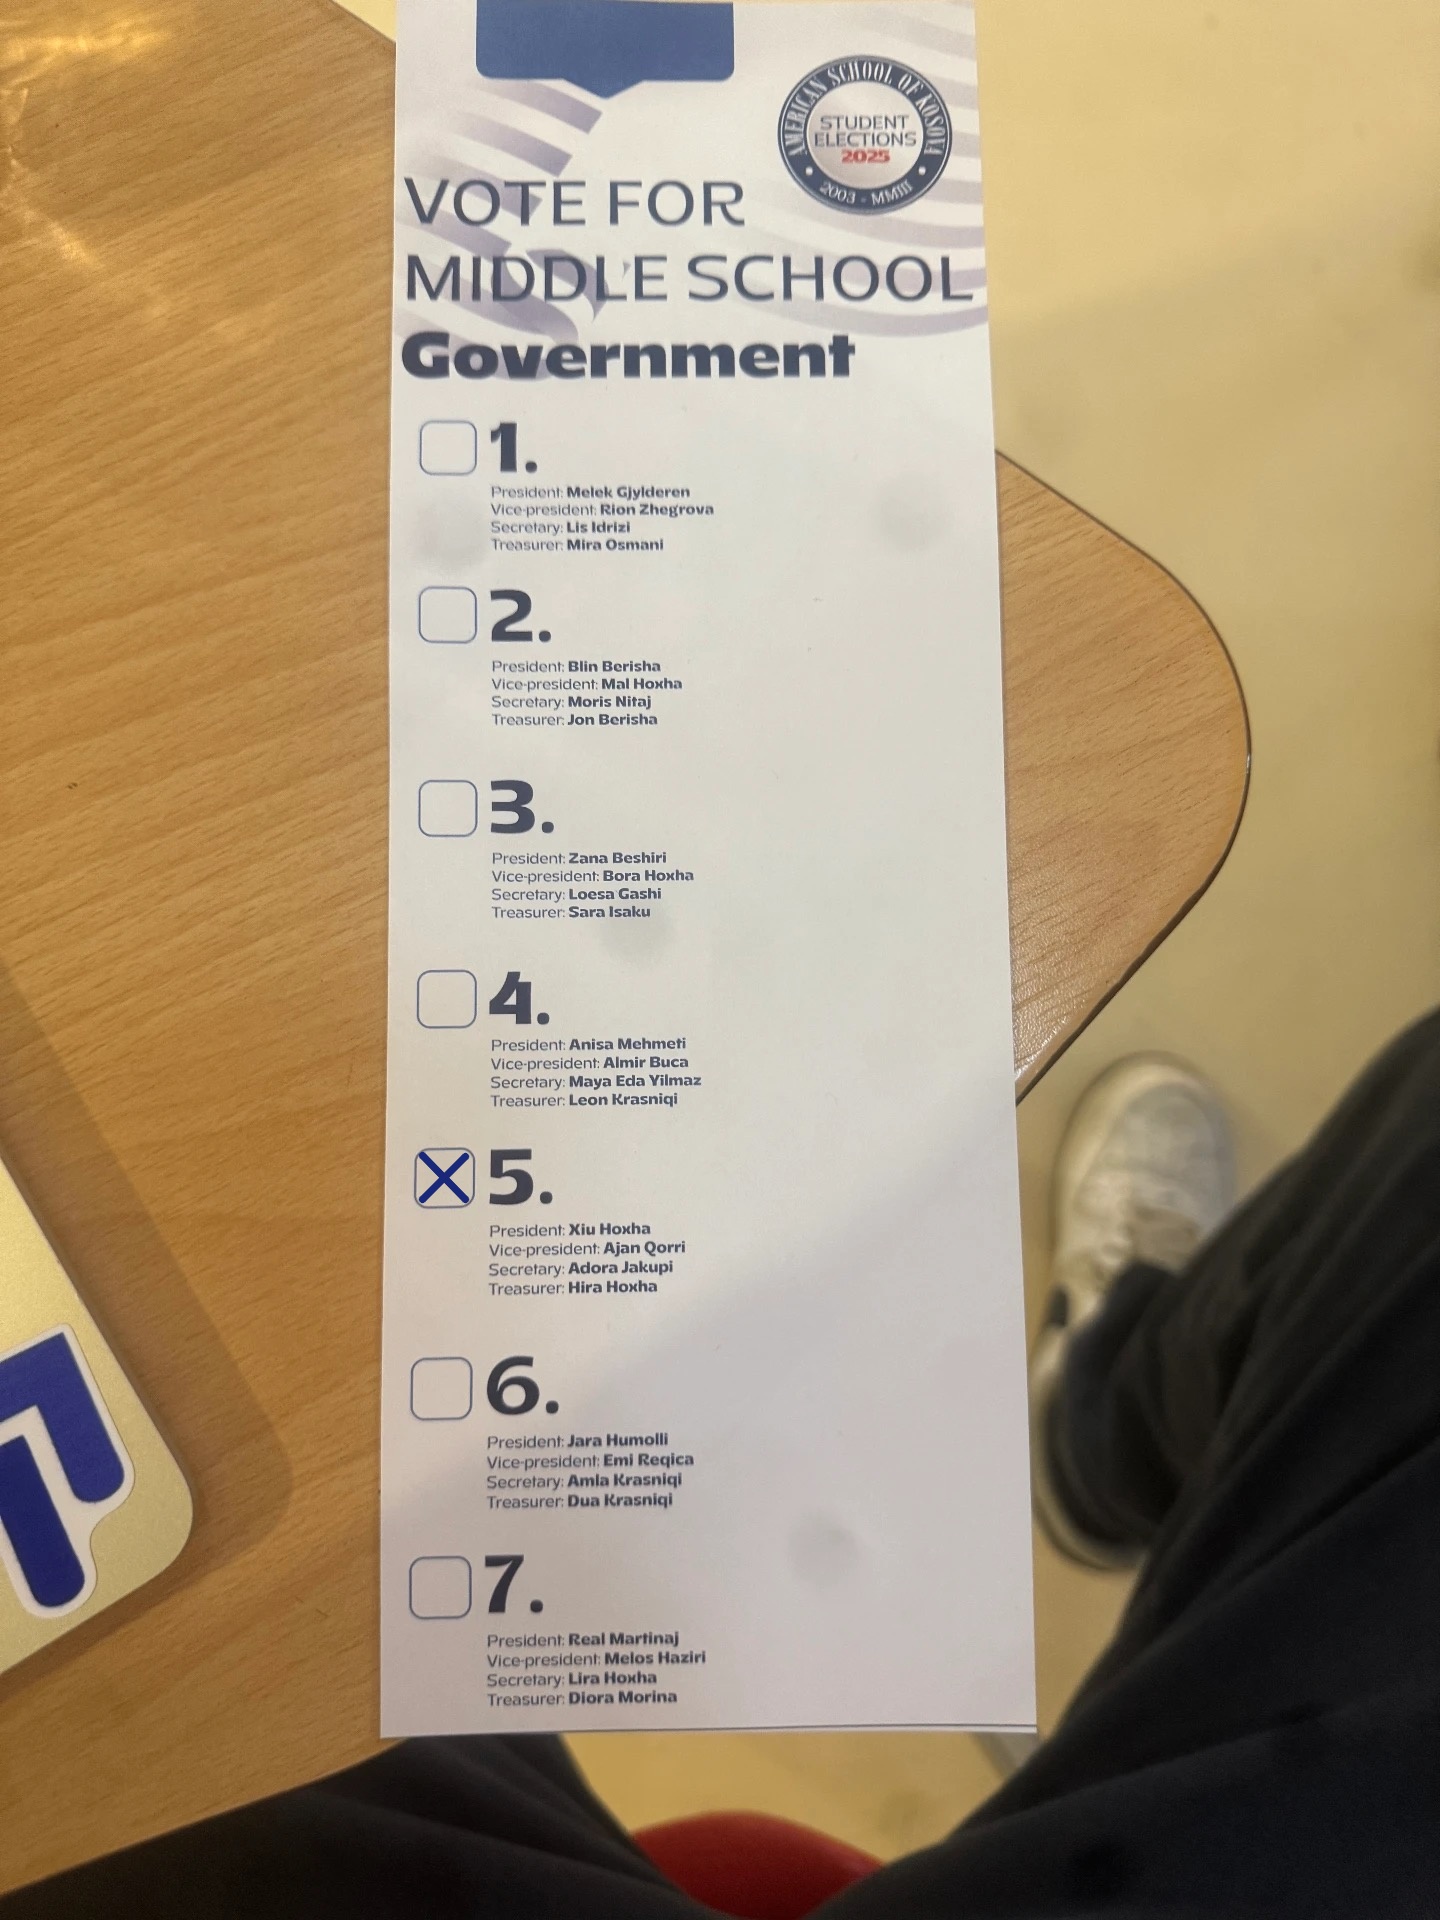 AMERICAN SCHOOL OF KOSOVA
STUDENT
ELECTIONS
2025
2003 - MMIII
VOTE FOR
MIDDLE SCHOOL
Government
1.
President: Melek Gjylderen
Vice-president: Rion Zhegrova
Secretary: Lis Idrizi
Treasurer: Mira Osmani
2.
President: Blin Berisha
Vice-president: Mal Hoxha
Secretary: Moris Nitaj
Treasurer: Jon Berisha
3.
President: Zana Beshiri
Vice-president: Bora Hoxha
Secretary: Loesa Gashi
Treasurer: Sara Isaku
4.
President: Anisa Mehmeti
Vice-president: Almir Buca
Secretary: Maya Eda Yilmaz
Treasurer: Leon Krasniqi
5.
President: Xiu Hoxha
Vice-president: Ajan Qorri
Secretary: Adora Jakupi
Treasurer: Hira Hoxha
6.
President: Jara Humolli
Vice-president: Emi Reqica
Secretary: Amla Krasniqi
Treasurer: Dua Krasniqi
7.
President: Real Martinaj
Vice-president: Melos Haziri
Secretary: Lira Hoxha
Treasurer: Diora Morina